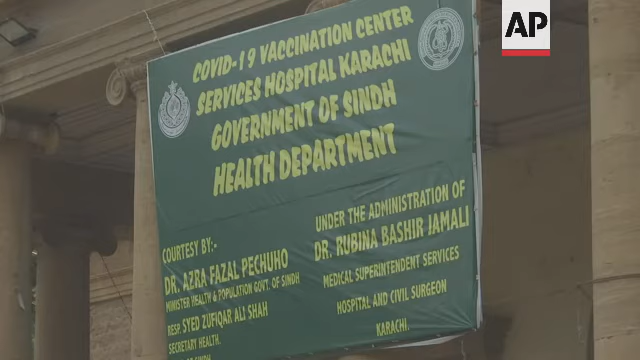 AP
COVID-19 VACCINATION CENTER
SERVICES HOSPITAL KARACHI
GOVERNMENT OF SINDH
HEALTH DEPARTMENT
COURTESY BY:-
DR. AZRA FAZAL PECHUHO
MINISTER HEALTH & POPULATION GOVT. OF SINDH
RESP. SYED ZUFIQAR ALI SHAH
SECRETARY HEALTH.
SINDH
UNDER THE ADMINISTRATION OF
DR. RUBINA BASHIR JAMALI
MEDICAL SUPERINTENDENT SERVICES
HOSPITAL AND CIVIL SURGEON
KARACHI.